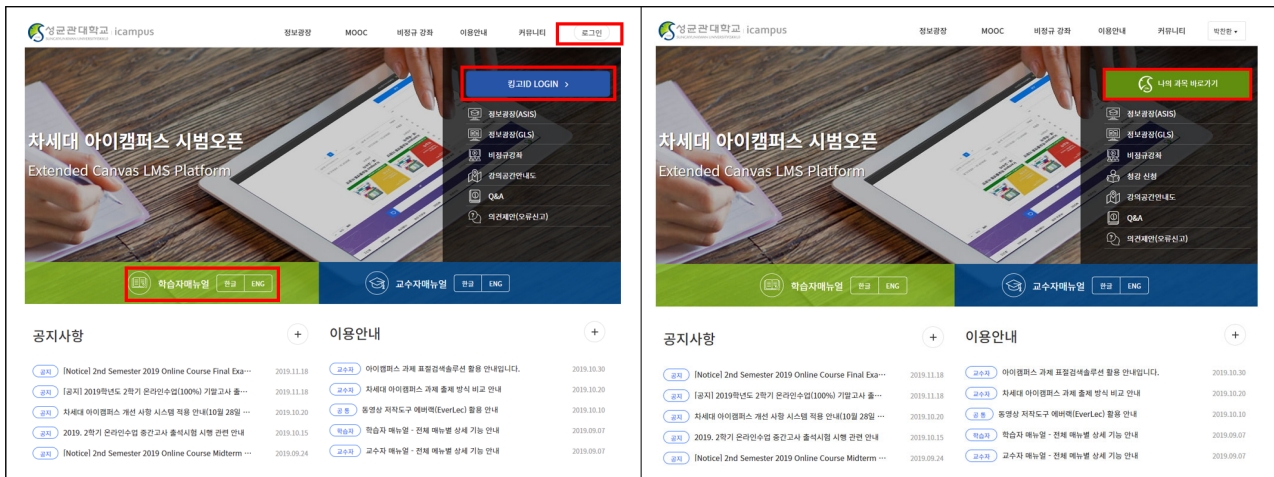 성균관대학교 icampus
정보광장 MOOC 비정규 강좌 이용안내 커뮤니티 로그인
킹고ID LOGIN >
정보광장(ASIS)
정보광장(GLS)
비정규강좌
강의공간안내도
Q&A
의견제안(오류신고)
차세대 아이캠퍼스 시범오픈
Extended Canvas LMS Platform
학습자매뉴얼 한글 ENG
교수자매뉴얼 한글 ENG
공지사항 +
공지 [Notice] 2nd Semester 2019 Online Course Final Exa··· 2019.11.18
공지 [공지] 2019학년도 2학기 온라인수업(100%) 기말고사 출··· 2019.11.18
공지 차세대 아이캠퍼스 개선 사항 시스템 적용 안내(10월 28일 ··· 2019.10.20
공지 2019. 2학기 온라인수업 중간고사 출석시험 시행 관련 안내 2019.10.15
공지 [Notice] 2nd Semester 2019 Online Course Midterm ··· 2019.09.24
이용안내 +
교수자 아이캠퍼스 과제 표절검색솔루션 활용 안내입니다. 2019.10.30
교수자 차세대 아이캠퍼스 과제 출제 방식 비교 안내 2019.10.20
공 통 동영상 저작도구 에버렉(EverLec) 활용 안내 2019.10.10
학습자 학습자 매뉴얼 - 전체 메뉴별 상세 기능 안내 2019.09.07
교수자 교수자 매뉴얼 - 전체 메뉴별 상세 기능 안내 2019.09.07
성균관대학교 icampus
정보광장 MOOC 비정규 강좌 이용안내 커뮤니티 박찬환
나의 과목 바로가기
정보광장(ASIS)
정보광장(GLS)
비정규강좌
청강 신청
강의공간안내도
Q&A
의견제안(오류신고)
차세대 아이캠퍼스 시범오픈
Extended Canvas LMS Platform
학습자매뉴얼 한글 ENG
교수자매뉴얼 한글 ENG
공지사항 +
공지 [Notice] 2nd Semester 2019 Online Course Final Exa··· 2019.11.18
공지 [공지] 2019학년도 2학기 온라인수업(100%) 기말고사 출··· 2019.11.18
공지 차세대 아이캠퍼스 개선 사항 시스템 적용 안내(10월 28일 ··· 2019.10.20
공지 2019. 2학기 온라인수업 중간고사 출석시험 시행 관련 안내 2019.10.15
공지 [Notice] 2nd Semester 2019 Online Course Midterm ··· 2019.09.24
이용안내 +
교수자 아이캠퍼스 과제 표절검색솔루션 활용 안내입니다. 2019.10.30
교수자 차세대 아이캠퍼스 과제 출제 방식 비교 안내 2019.10.20
공 통 동영상 저작도구 에버렉(EverLec) 활용 안내 2019.10.10
학습자 학습자 매뉴얼 - 전체 메뉴별 상세 기능 안내 2019.09.07
교수자 교수자 매뉴얼 - 전체 메뉴별 상세 기능 안내 2019.09.07